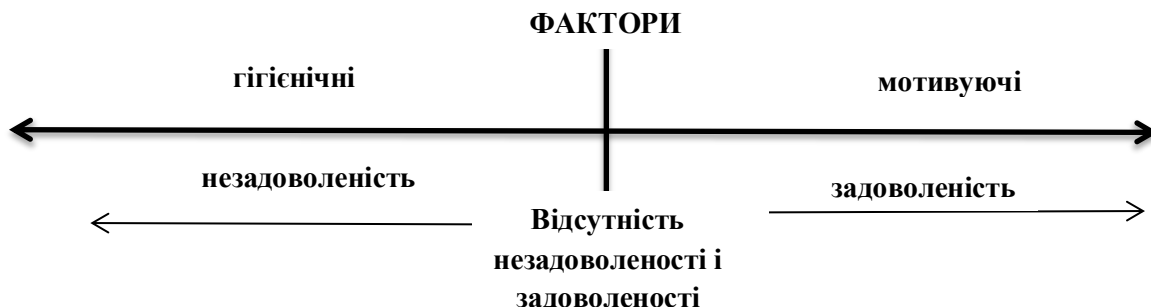 ФАКТОРИ
гігієнічні
мотивуючі
незадоволеність
задоволеність
Відсутність
незадоволеності і
задоволеності